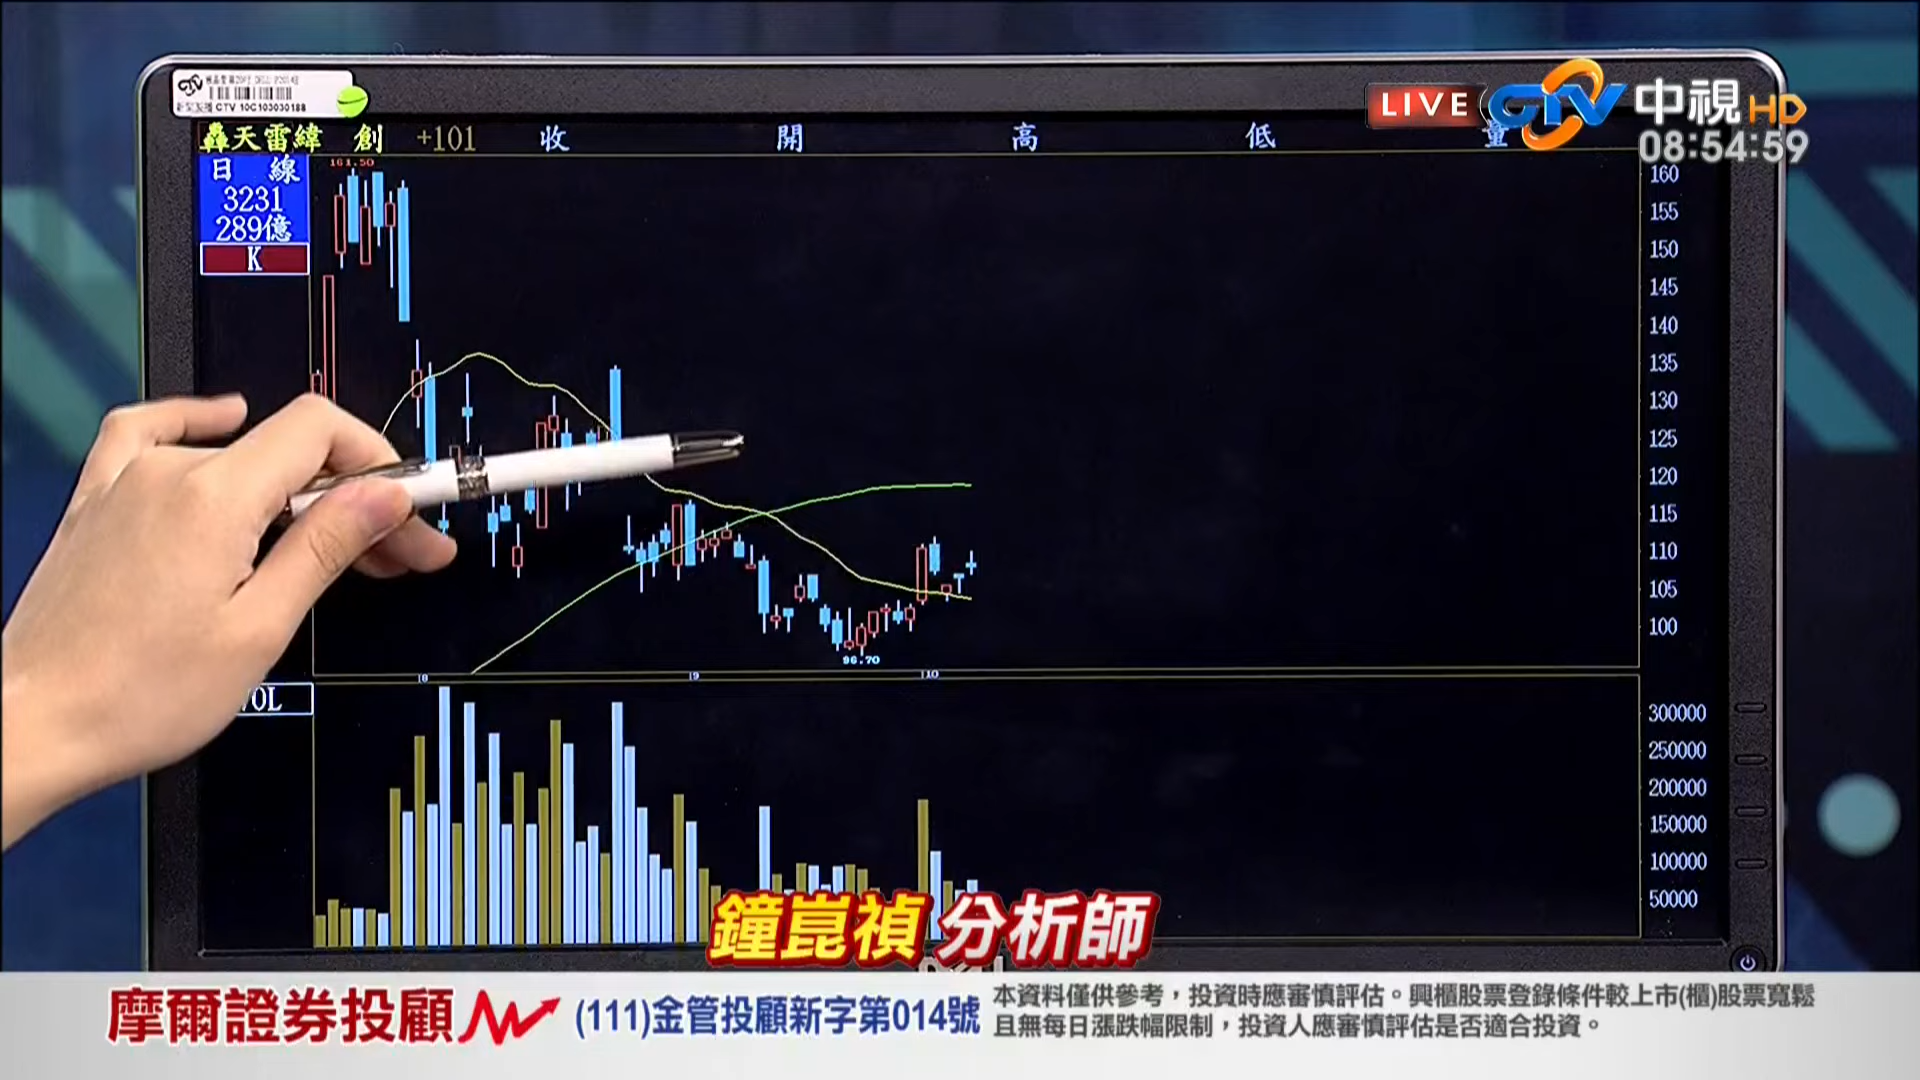 CTV 10C103030188
LIVE CTV 中視HD
08:54:59
轟天雷緯 創 +101 收 開 高 低 量
日 線
3231
289億
K
161.50
160
155
150
145
140
135
130
125
120
115
110
105
100
96.70
8 9 10
300000
250000
200000
150000
100000
50000
鐘崑禎 分析師
摩爾證券投顧 (111)金管投顧新字第014號
本資料僅供參考，投資時應審慎評估。興櫃股票登錄條件較上市(櫃)股票寬鬆
且無每日漲跌幅限制，投資人應審慎評估是否適合投資。